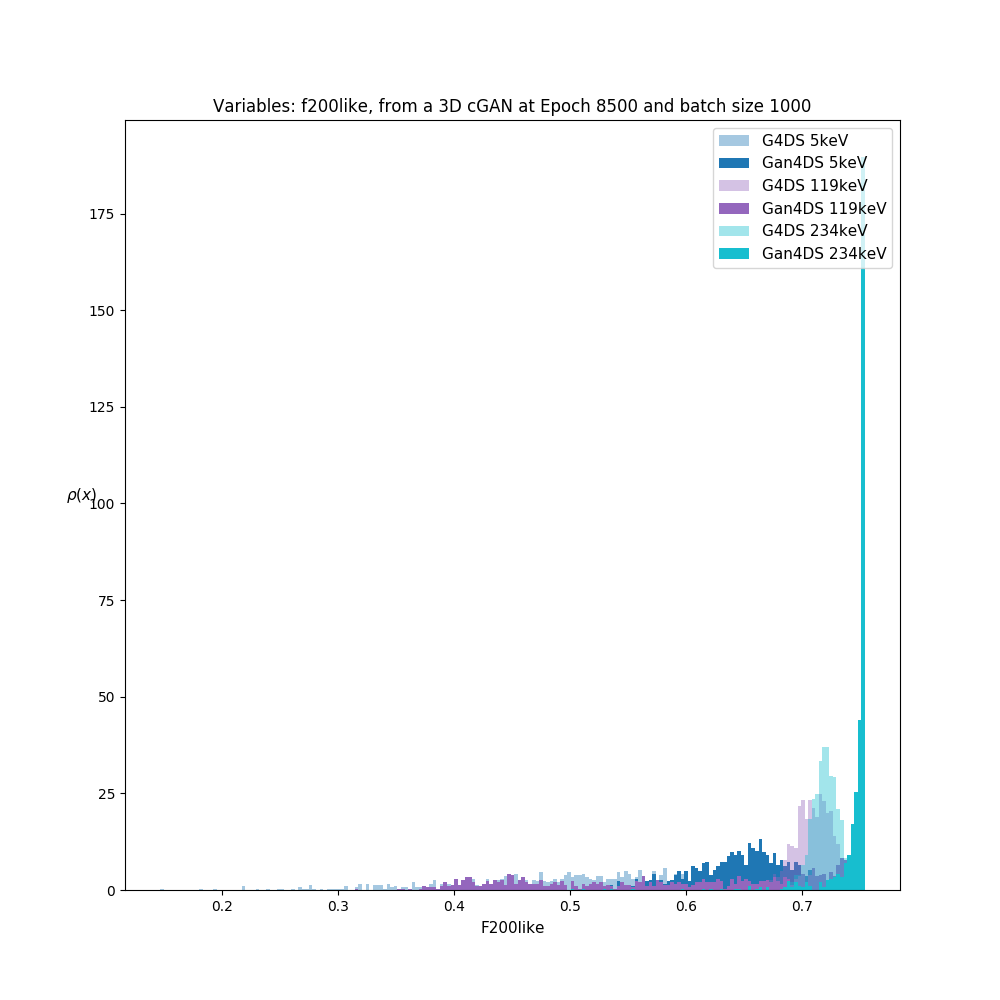 Variables: f200like, from a 3D cGAN at Epoch 8500 and batch size 1000
G4DS 5keV
Gan4DS 5keV
G4DS 119keV
Gan4DS 119keV
G4DS 234keV
Gan4DS 234keV
175
150
125
100
75
50
25
0
ρ(x)
0.2 0.3 0.4 0.5 0.6 0.7
F200like